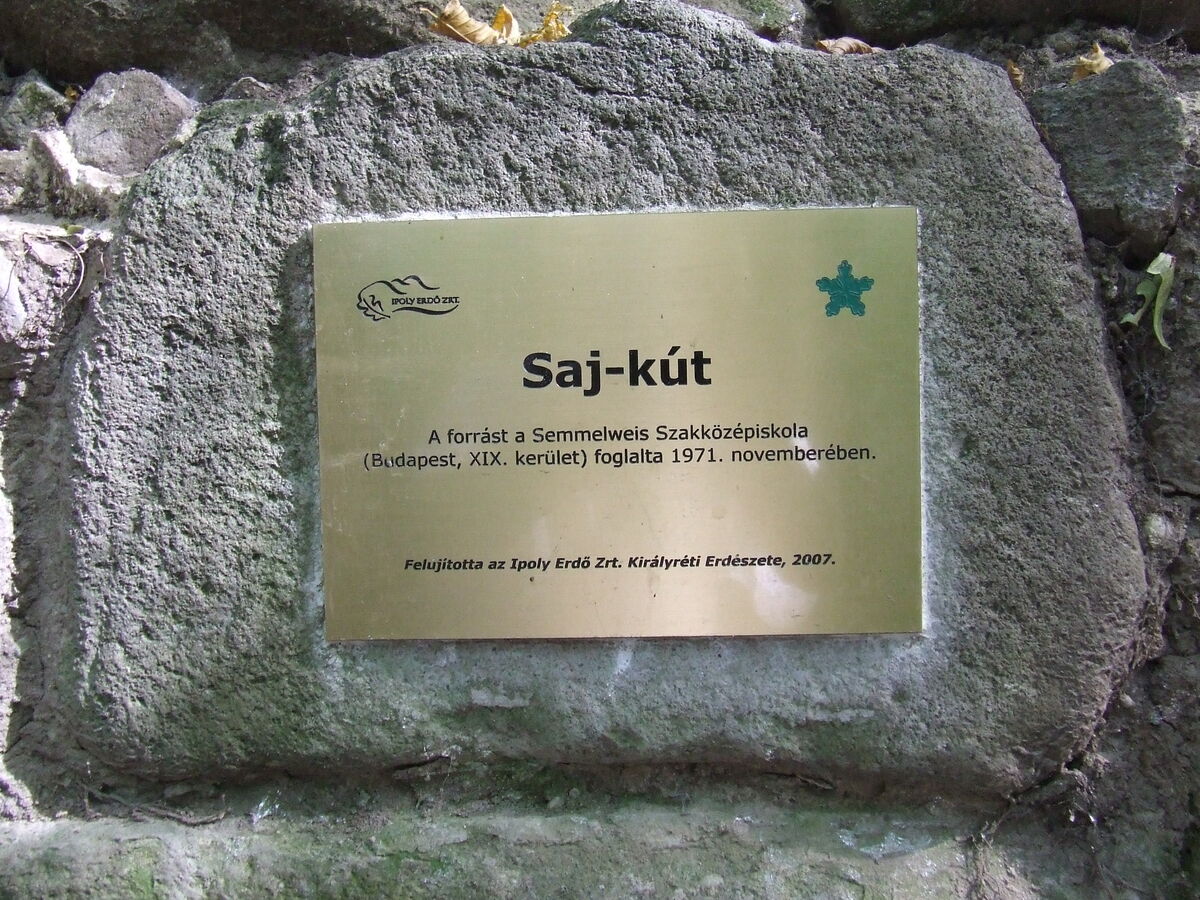 IPOLY ERDŐ ZRT.
Saj-kút
A forrást a Semmelweis Szakközépiskola
(Budapest, XIX. kerület) foglalta 1971. novemberében.
Felujította az Ipoly Erdő Zrt. Királyréti Erdészete, 2007.